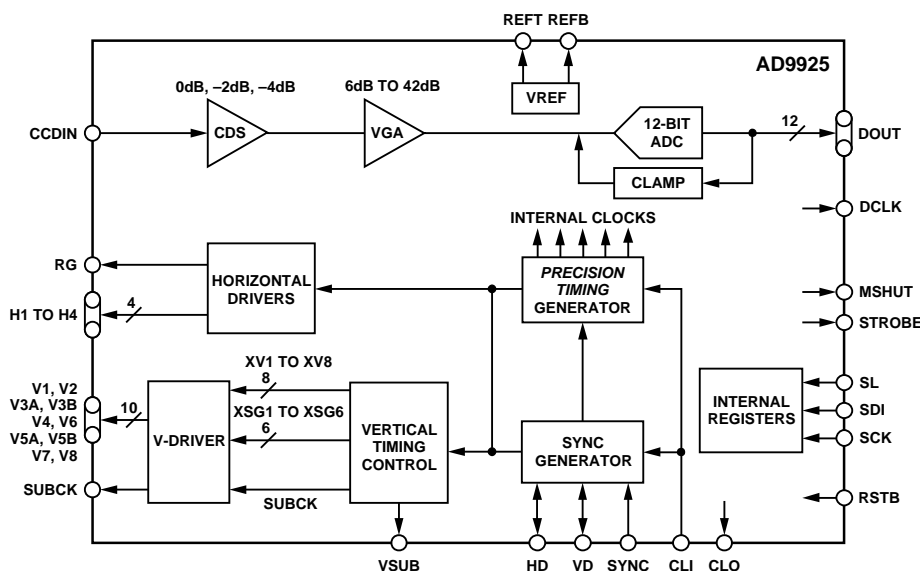 REFT REFB
AD9925
0dB, –2dB, –4dB
6dB TO 42dB
VREF
CCDIN
CDS
VGA
12-BIT
ADC
12
DOUT
CLAMP
DCLK
INTERNAL CLOCKS
RG
HORIZONTAL
DRIVERS
PRECISION
TIMING
GENERATOR
H1 TO H4
4
MSHUT
STROBE
XV1 TO XV8
8
V1, V2
V3A, V3B
V4, V6
V5A, V5B
V7, V8
10
V-DRIVER
XSG1 TO XSG6
6
VERTICAL
TIMING
CONTROL
SYNC
GENERATOR
INTERNAL
REGISTERS
SL
SDI
SCK
SUBCK
SUBCK
RSTB
VSUB
HD
VD
SYNC
CLI
CLO